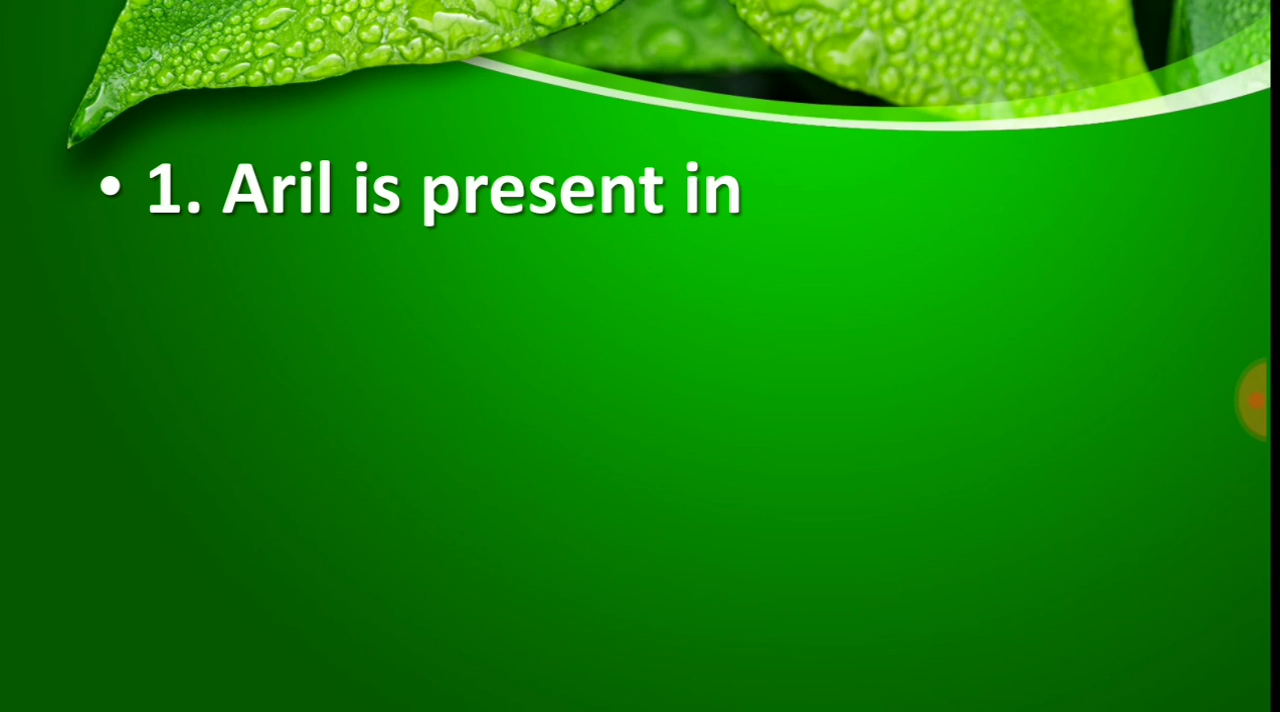 • 1. Aril is present in